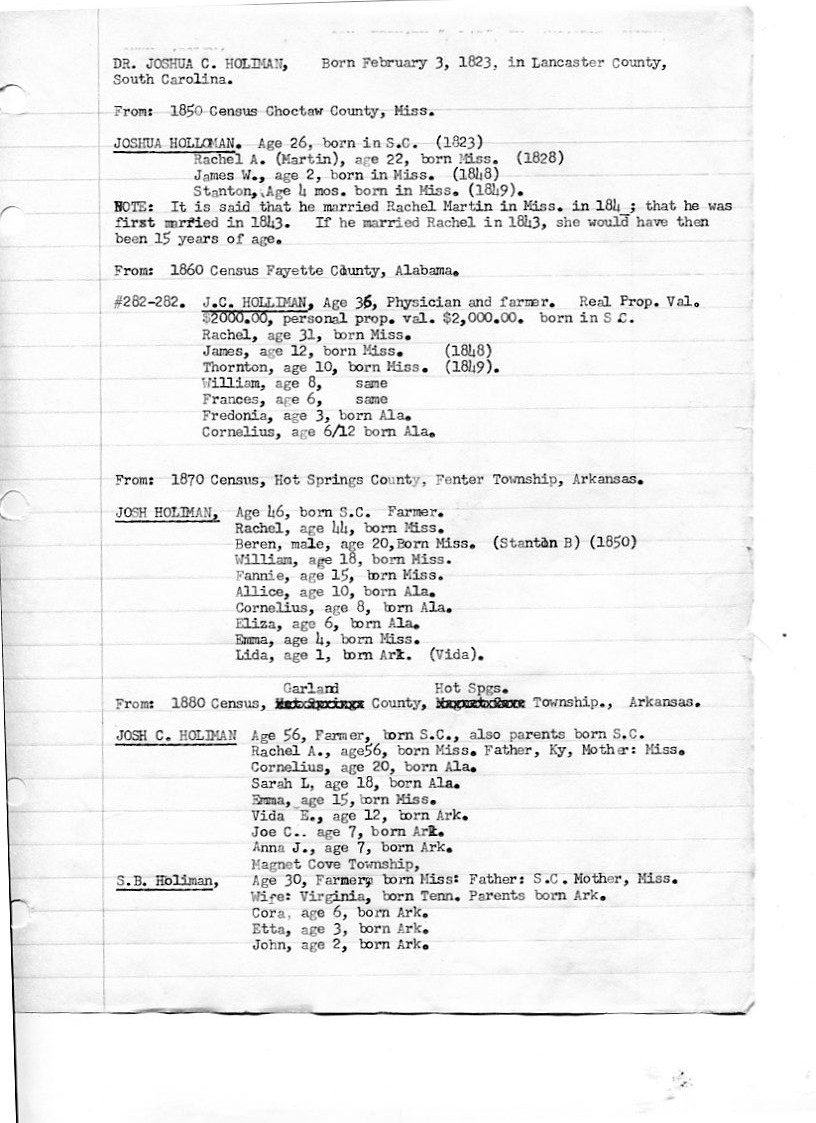 DR. JOSHUA C. HOLIMAN, Born February 3, 1823, in Lancaster County,
South Carolina.
From: 1850 Census Choctaw County, Miss.
JOSHUA HOLLOMAN. Age 26, born in S.C. (1823)
Rachel A. (Martin), age 22, born Miss. (1828)
James W., age 2, born in Miss. (1848)
Stanton, Age 4 mos. born in Miss. (1849).
NOTE: It is said that he married Rachel Martin in Miss. in 184_; that he was
first married in 1843. If he married Rachel in 1843, she would have then
been 15 years of age.
From: 1860 Census Fayette County, Alabama.
#282-282. J.C. HOLLIMAN, Age 36, Physician and farmer. Real Prop. Val.
$2000.00, personal prop. val. $2,000.00. born in S C.
Rachel, age 31, born Miss.
James, age 12, born Miss. (1848)
Thornton, age 10, born Miss. (1849).
William, age 8, same
Frances, age 6, same
Fredonia, age 3, born Ala.
Cornelius, age 6/12 born Ala.
From: 1870 Census, Hot Springs County, Fenter Township, Arkansas.
JOSH HOLIMAN, Age 46, born S.C. Farmer.
Rachel, age 44, born Miss.
Beren, male, age 20,Born Miss. (Stanton B) (1850)
William, age 18, born Miss.
Fannie, age 15, born Miss.
Allice, age 10, born Ala.
Cornelius, age 8, born Ala.
Eliza, age 6, born Ala.
Emma, age 4, born Miss.
Lida, age 1, born Ark. (Vida).
Garland Hot Spgs.
From: 1880 Census, Hot Springs County, Magnet Cove Township., Arkansas.
JOSH C. HOLIMAN Age 56, Farmer, born S.C., also parents born S.C.
Rachel A., age56, born Miss. Father, Ky, Mother: Miss.
Cornelius, age 20, born Ala.
Sarah L, age 18, born Ala.
Emma, age 15, born Miss.
Vida E., age 12, born Ark.
Joe C.. age 7, born Ark.
Anna J., age 7, born Ark.
Magnet Cove Township,
S.B. Holiman, Age 30, Farmer, born Miss: Father: S.C. Mother, Miss.
Wife: Virginia, born Tenn. Parents born Ark.
Cora, age 6, born Ark.
Etta, age 3, born Ark.
John, age 2, born Ark.